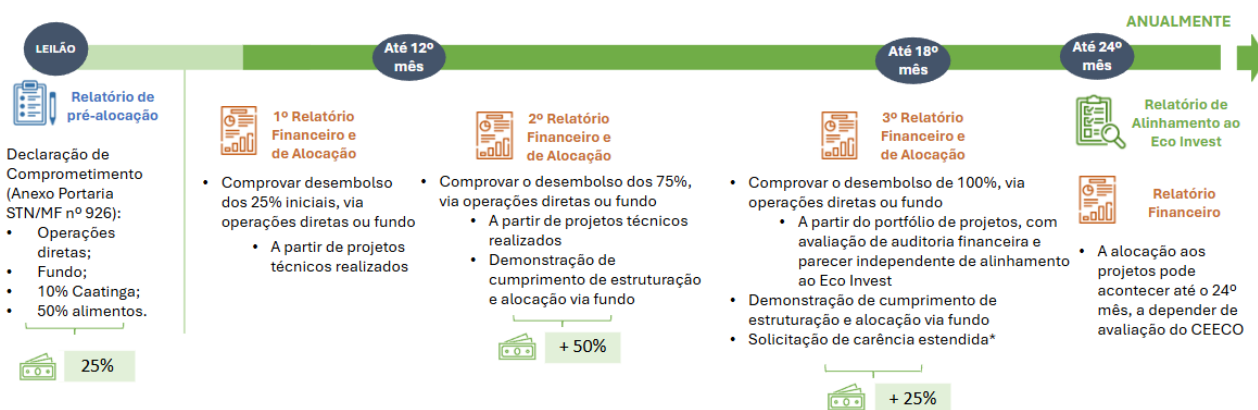 ANUALMENTE
LEILÃO
Até 12º
mês
Até 18º
mês
Até 24º
mês
Relatório de
pré-alocação
Declaração de
Comprometimento
(Anexo Portaria
STN/MF nº 926):
• Operações
diretas;
• Fundo;
• 10% Caatinga;
• 50% alimentos.
25%
1º Relatório
Financeiro e
de Alocação
• Comprovar desembolso
dos 25% iniciais, via
operações diretas ou fundo
• A partir de projetos
técnicos realizados
2º Relatório
Financeiro e
de Alocação
• Comprovar o desembolso dos 75%,
via operações diretas ou fundo
• A partir de projetos técnicos
realizados
• Demonstração de
cumprimento de estruturação
e alocação via fundo
+ 50%
3º Relatório
Financeiro e
de Alocação
• Comprovar o desembolso de 100%, via
operações diretas ou fundo
• A partir do portfólio de projetos, com
avaliação de auditoria financeira e
parecer independente de alinhamento
ao Eco Invest
• Demonstração de cumprimento de
estruturação e alocação via fundo
• Solicitação de carência estendida*
+ 25%
Relatório de
Alinhamento ao
Eco Invest
Relatório
Financeiro
• A alocação aos
projetos pode
acontecer até o 24º
mês, a depender de
avaliação do CEECO